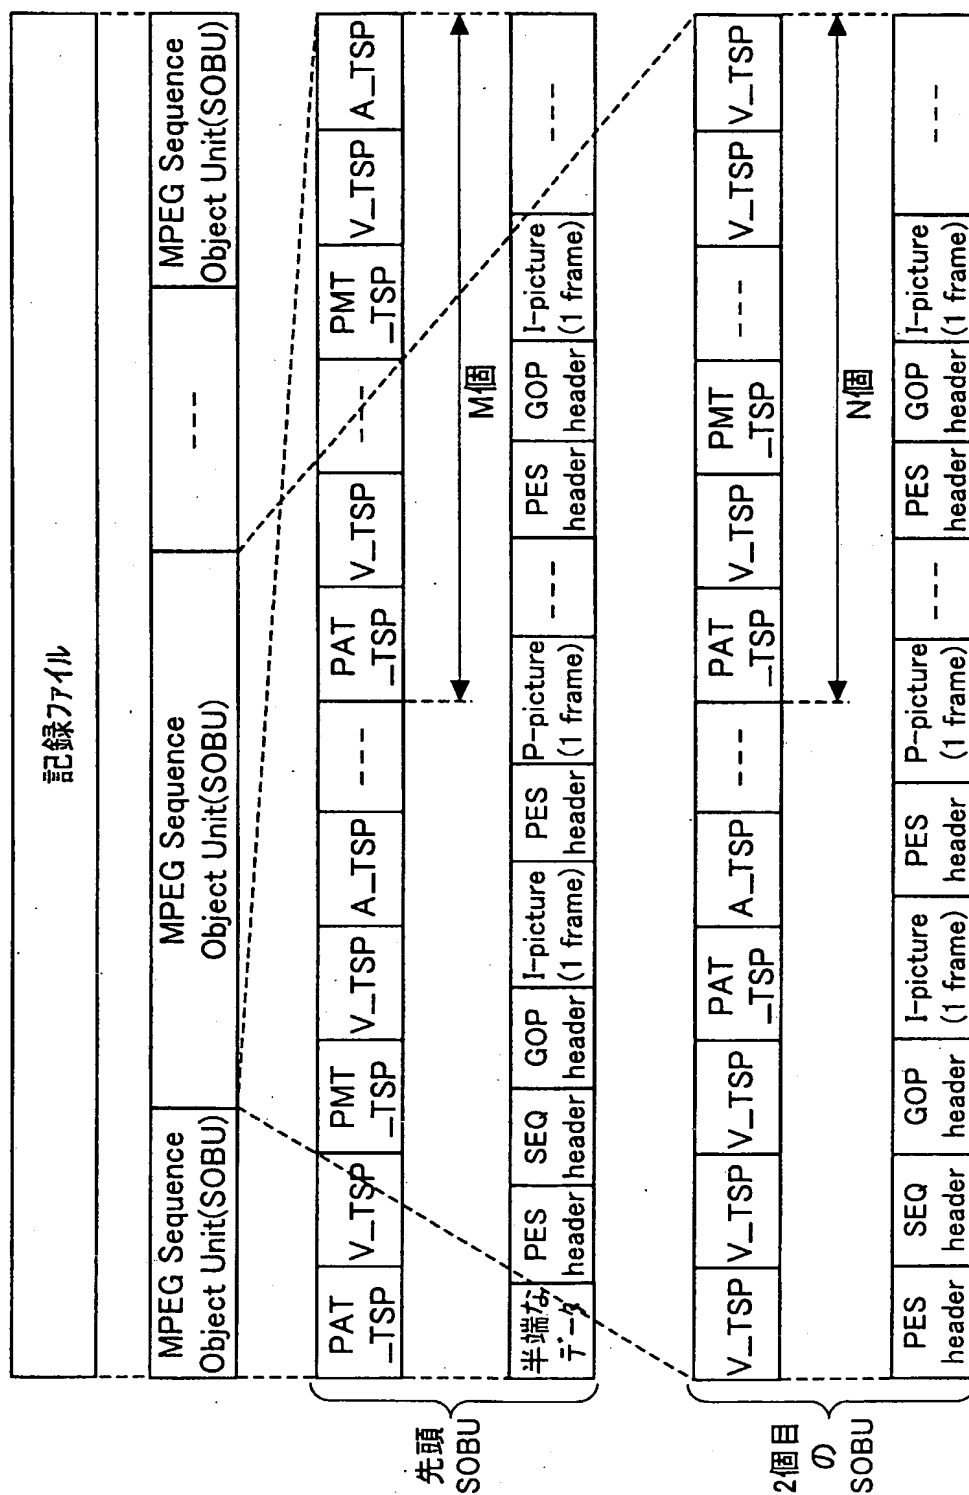 記録ファイル
MPEG Sequence
Object Unit(SOBU)
MPEG Sequence
Object Unit(SOBU)
---
MPEG Sequence
Object Unit(SOBU)
先頭
SOBU
PAT
_TSP
V_TSP
PMT
_TSP
V_TSP
A_TSP
---
PAT
_TSP
V_TSP
---
PMT
_TSP
V_TSP
A_TSP
M個
半端な
データ
PES
header
SEQ
header
GOP
header
I-picture
(1 frame)
PES
header
P-picture
(1 frame)
---
PES
header
GOP
header
I-picture
(1 frame)
---
2個目
の
SOBU
V_TSP
V_TSP
V_TSP
PAT
_TSP
A_TSP
---
PAT
_TSP
V_TSP
PMT
_TSP
---
V_TSP
V_TSP
N個
PES
header
SEQ
header
GOP
header
I-picture
(1 frame)
PES
header
P-picture
(1 frame)
---
PES
header
GOP
header
I-picture
(1 frame)
---